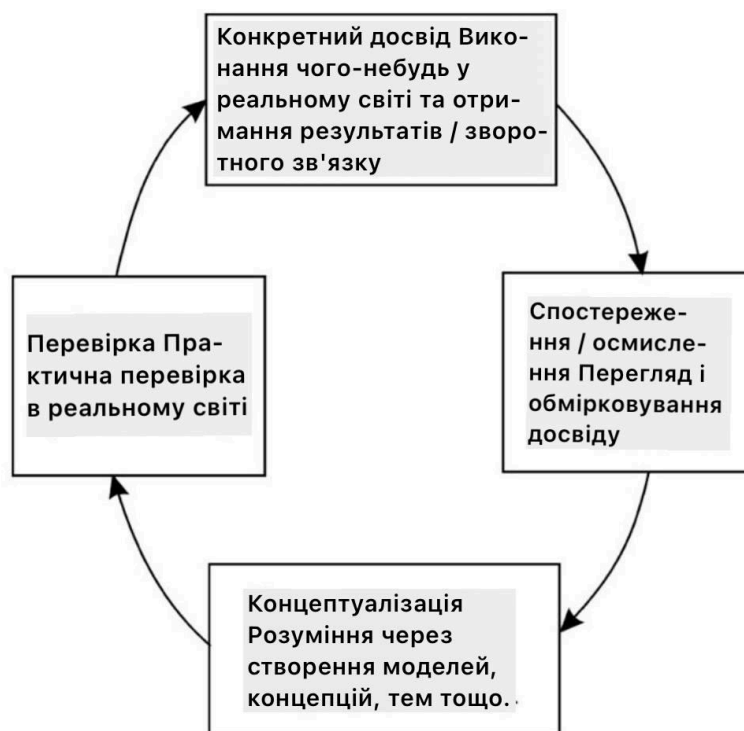 Конкретний досвід Вико-
нання чого-небудь у
реальному світі та отри-
мання результатів / зворо-
тного зв'язку
Спостереже-
ння / осмисле-
ння Перегляд і
обмірковування
досвіду
Перевірка Пра-
ктична перевірка
в реальному світі
Концептуалізація
Розуміння через
створення моделей,
концепцій, тем тощо.